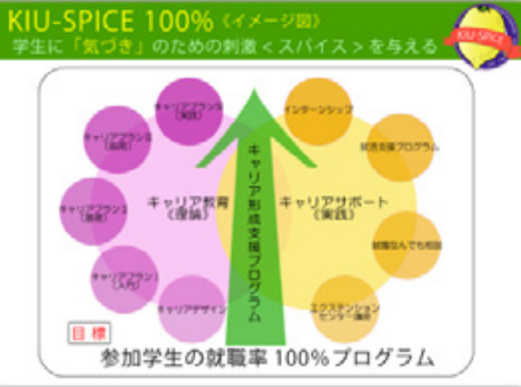 KIU-SPICE 100%《イメージ図》
学生に「気づき」のための刺激<スパイス>を与える
KIU-SPICE
キャリアプランⅣ
《実践》
インターンシップ
キャリアプランⅢ
就活支援プログラム
キャリア教育
《理論》
キャリア形成支援プログラム
キャリアサポート
《実践》
キャリアプランⅡ
就職なんでも相談
キャリアプランⅠ
《入門》
キャリアデザイン
エクステンション
センター講座
目標
参加学生の就職率100%プログラム